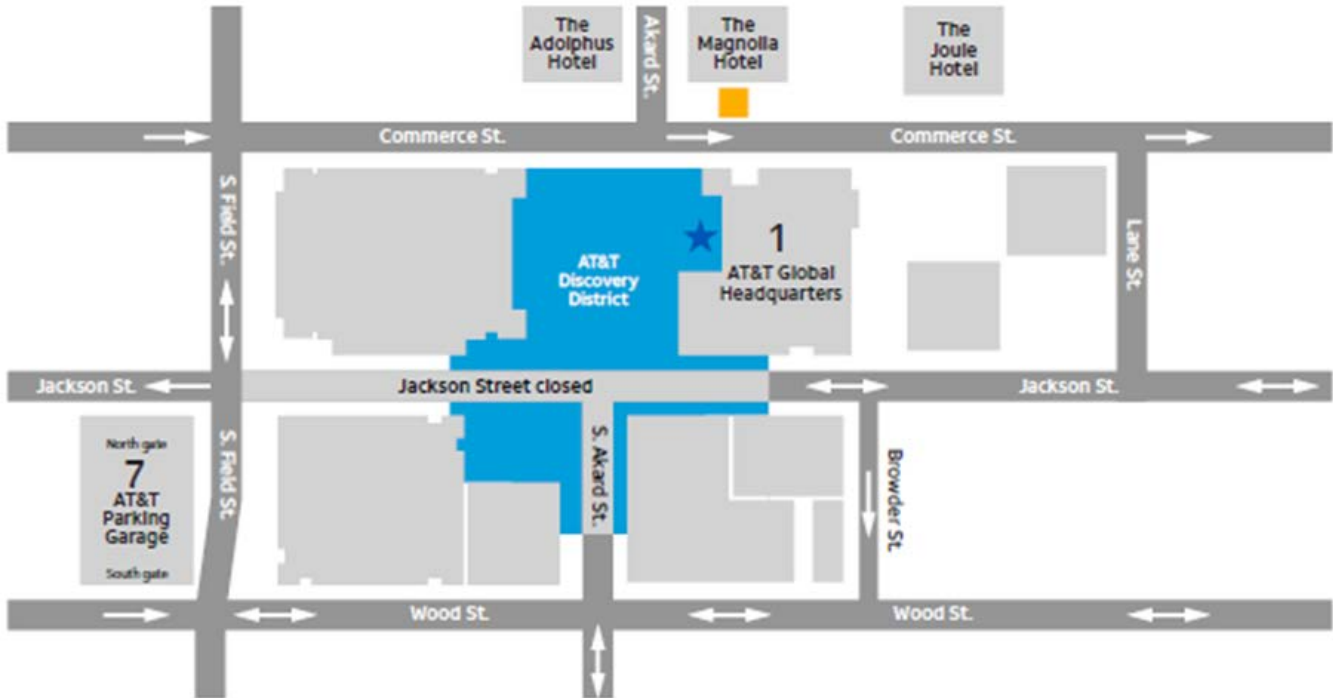 The
Adolphus
Hotel
Akard St.
The
Magnolia
Hotel
The
Joule
Hotel
Commerce St.
Commerce St.
S. Field St.
1
AT&T Global
Headquarters
AT&T
Discovery
District
Lane St.
Jackson St.
Jackson Street closed
Jackson St.
North gate
7
AT&T
Parking
Garage
South gate
S. Field St.
S. Akard St.
Browder St.
Wood St.
Wood St.